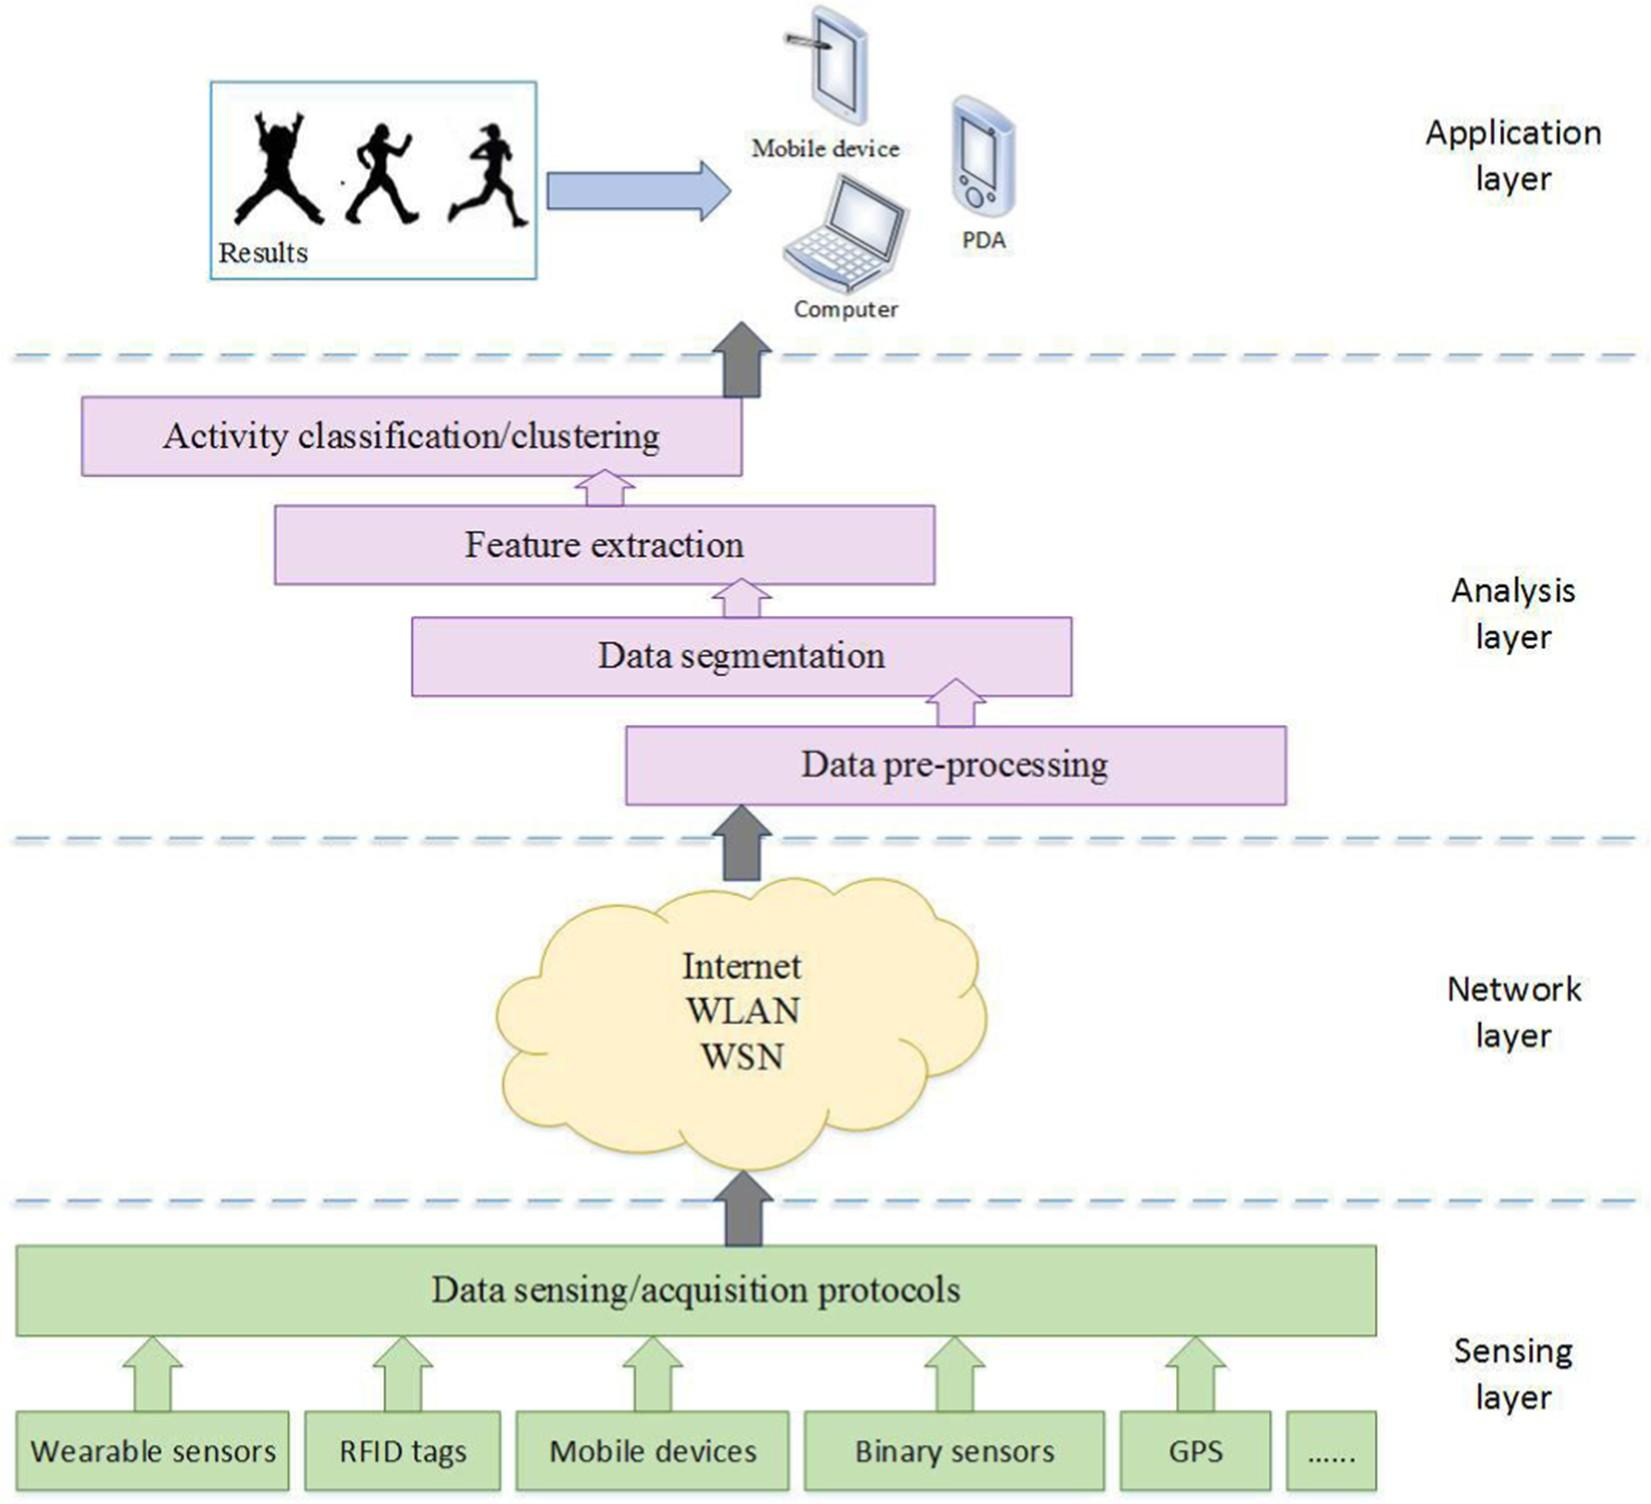 Mobile device
Application
layer
Results
PDA
Computer
Activity classification/clustering
Feature extraction
Analysis
layer
Data segmentation
Data pre-processing
Internet
WLAN
WSN
Network
layer
Data sensing/acquisition protocols
Sensing
layer
Wearable sensors
RFID tags
Mobile devices
Binary sensors
GPS
......